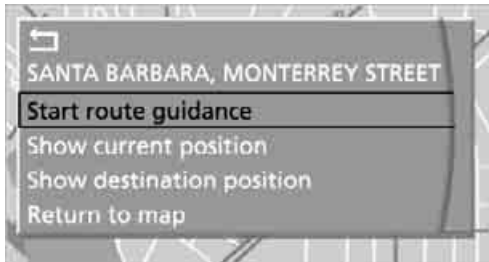 SANTA BARBARA, MONTERREY STREET
Start route guidance
Show current position
Show destination position
Return to map